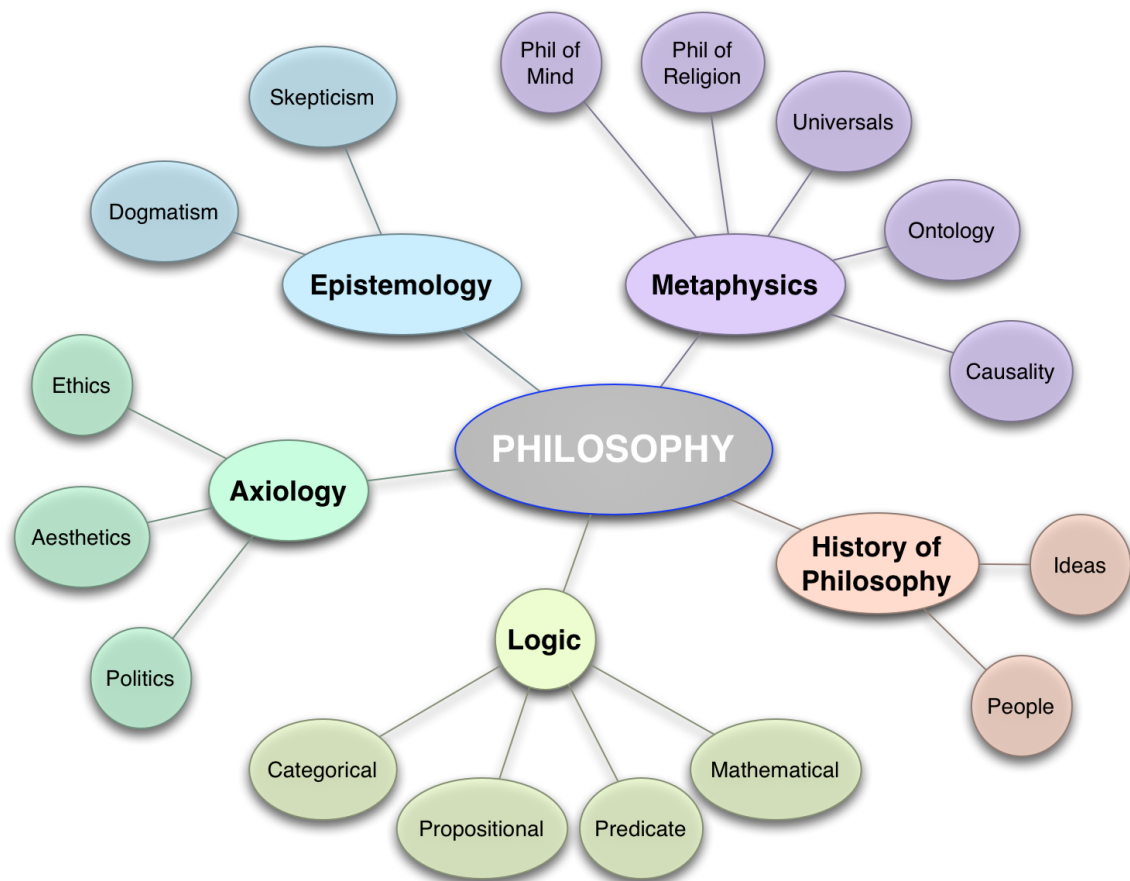 Phil of
Mind
Phil of
Religion
Skepticism
Universals
Dogmatism
Ontology
Epistemology
Metaphysics
Causality
Ethics
PHILOSOPHY
Axiology
Aesthetics
History of
Philosophy
Ideas
Logic
Politics
People
Categorical
Mathematical
Propositional
Predicate